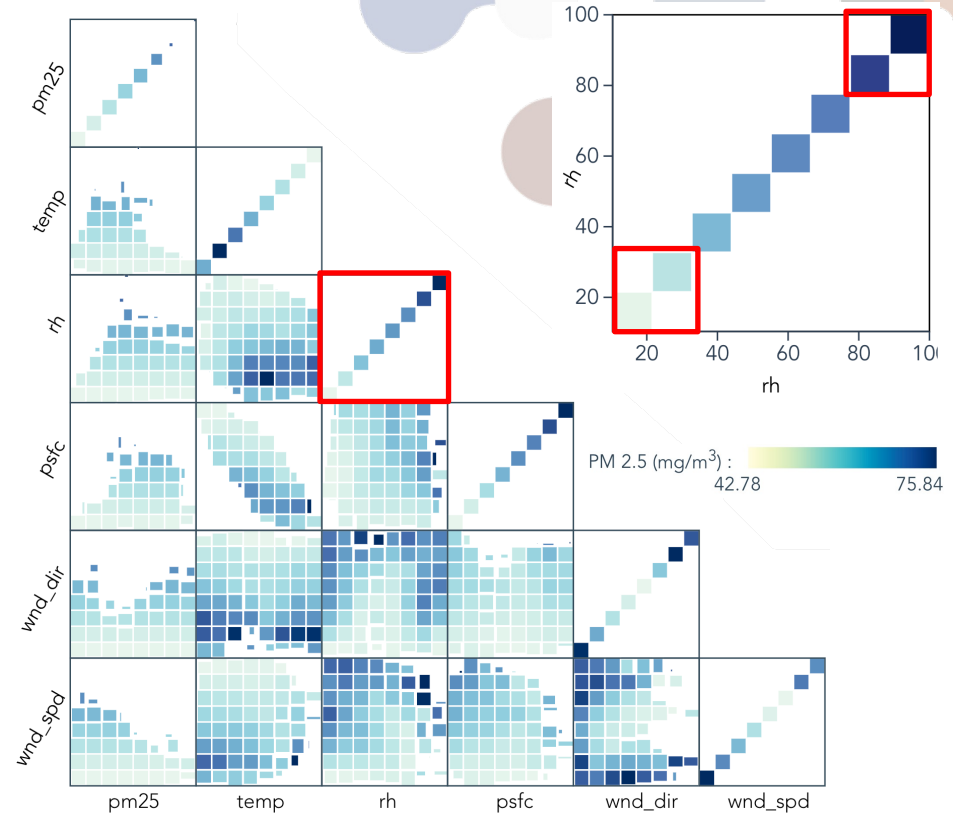 pm25
temp
rh
psfc
wnd_dir
wnd_spd
pm25 temp rh psfc wnd_dir wnd_spd
100
80
60
40
20
rh
20 40 60 80 10
rh
PM 2.5 (mg/m³) :
42.78 75.84